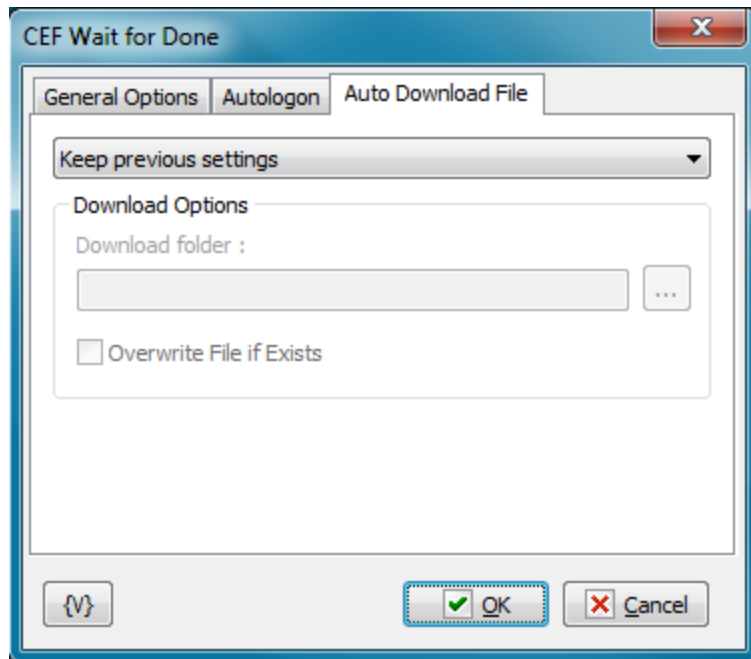 CEF Wait for Done
General Options Autologon Auto Download File
Keep previous settings
Download Options
Download folder :
...
Overwrite File if Exists
{V} OK Cancel